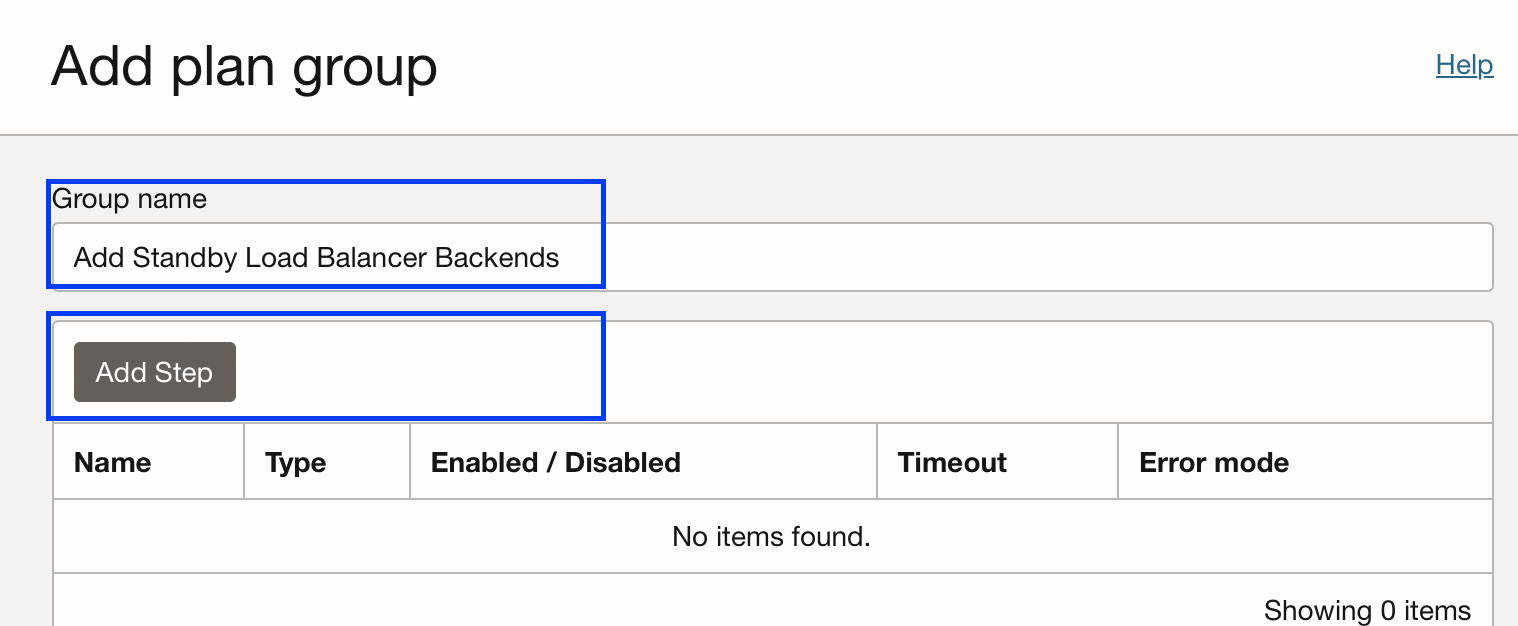 Add plan group
Help
Group name
Add Standby Load Balancer Backends
Add Step
Name Type Enabled / Disabled Timeout Error mode
No items found.
Showing 0 items